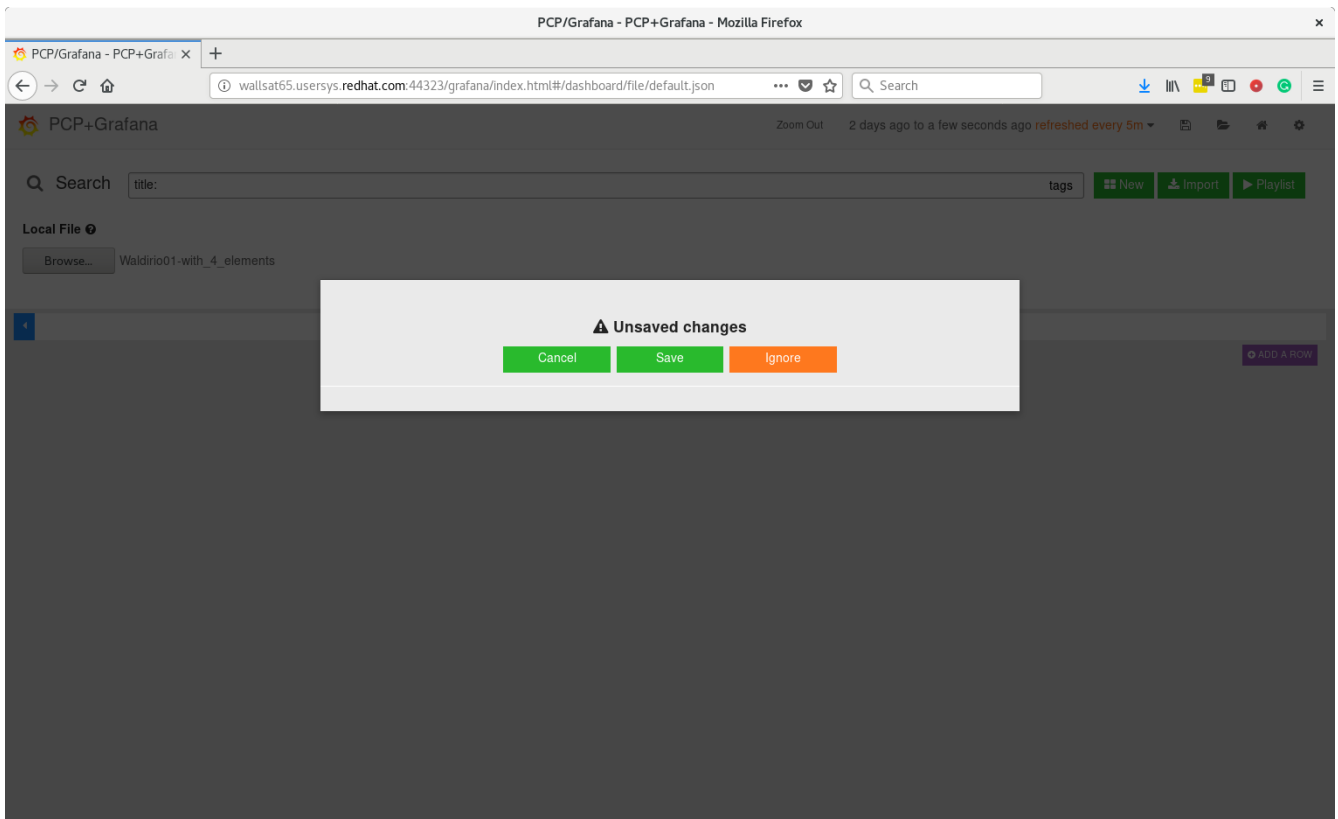 PCP/Grafana - PCP+Grafana - Mozilla Firefox
PCP/Grafana - PCP+Grafa
wallsat65.usersys.redhat.com:44323/grafana/index.html#/dashboard/file/default.json
Search
9
PCP+Grafana
Zoom Out 2 days ago to a few seconds ago refreshed every 5m
Search title: tags New Import Playlist
Local File
Browse... Waldirio01-with_4_elements
Unsaved changes
Cancel Save Ignore
ADD A ROW